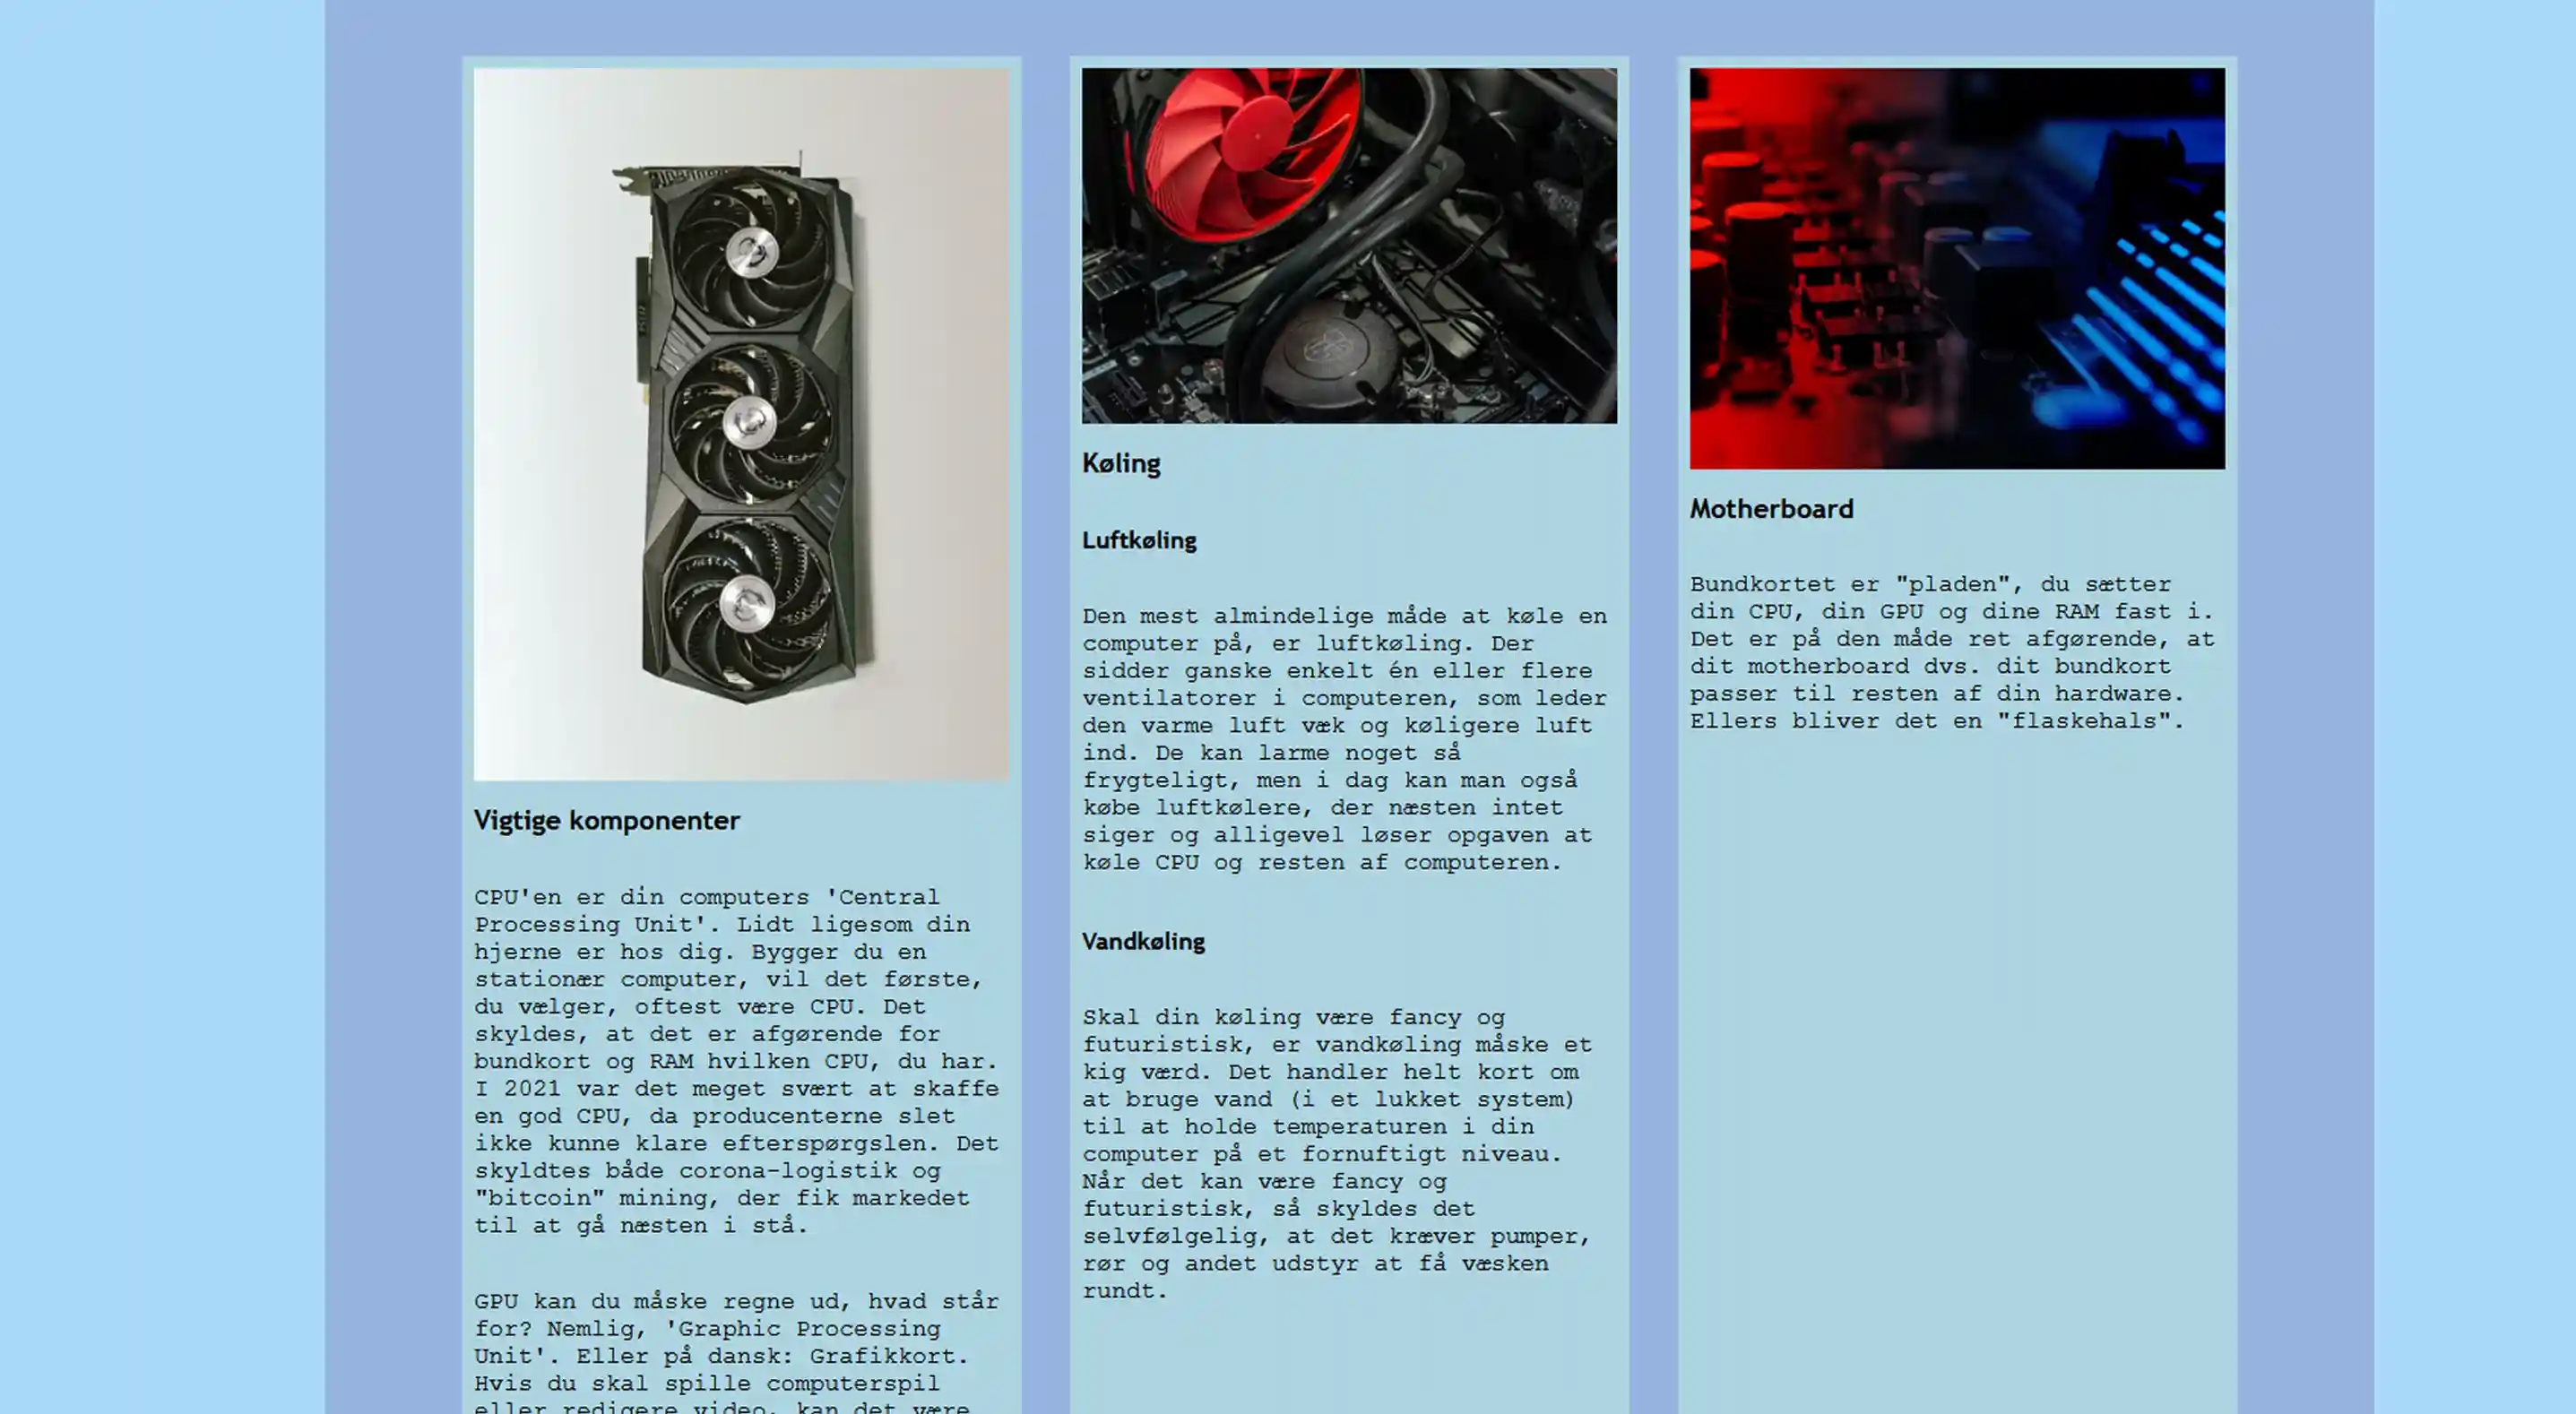 Vigtige komponenter
CPU'en er din computers 'Central
Processing Unit'. Lidt ligesom din
hjerne er hos dig. Bygger du en
stationær computer, vil det første,
du vælger, oftest være CPU. Det
skyldes, at det er afgørende for
bundkort og RAM hvilken CPU, du har.
I 2021 var det meget svært at skaffe
en god CPU, da producenterne slet
ikke kunne klare efterspørgslen. Det
skyldtes både corona-logistik og
"bitcoin" mining, der fik markedet
til at gå næsten i stå.
GPU kan du måske regne ud, hvad står
for? Nemlig, 'Graphic Processing
Unit'. Eller på dansk: Grafikkort.
Hvis du skal spille computerspil
eller redigere video, kan det være
Køling
Luftkøling
Den mest almindelige måde at køle en
computer på, er luftkøling. Der
sidder ganske enkelt én eller flere
ventilatorer i computeren, som leder
den varme luft væk og køligere luft
ind. De kan larme noget så
frygteligt, men i dag kan man også
købe luftkølere, der næsten intet
siger og alligevel løser opgaven at
køle CPU og resten af computeren.
Vandkøling
Skal din køling være fancy og
futuristisk, er vandkøling måske et
kig værd. Det handler helt kort om
at bruge vand (i et lukket system)
til at holde temperaturen i din
computer på et fornuftigt niveau.
Når det kan være fancy og
futuristisk, så skyldes det
selvfølgelig, at det kræver pumper,
rør og andet udstyr at få væsken
rundt.
Motherboard
Bundkortet er "pladen", du sætter
din CPU, din GPU og dine RAM fast i.
Det er på den måde ret afgørende, at
dit motherboard dvs. dit bundkort
passer til resten af din hardware.
Ellers bliver det en "flaskehals".